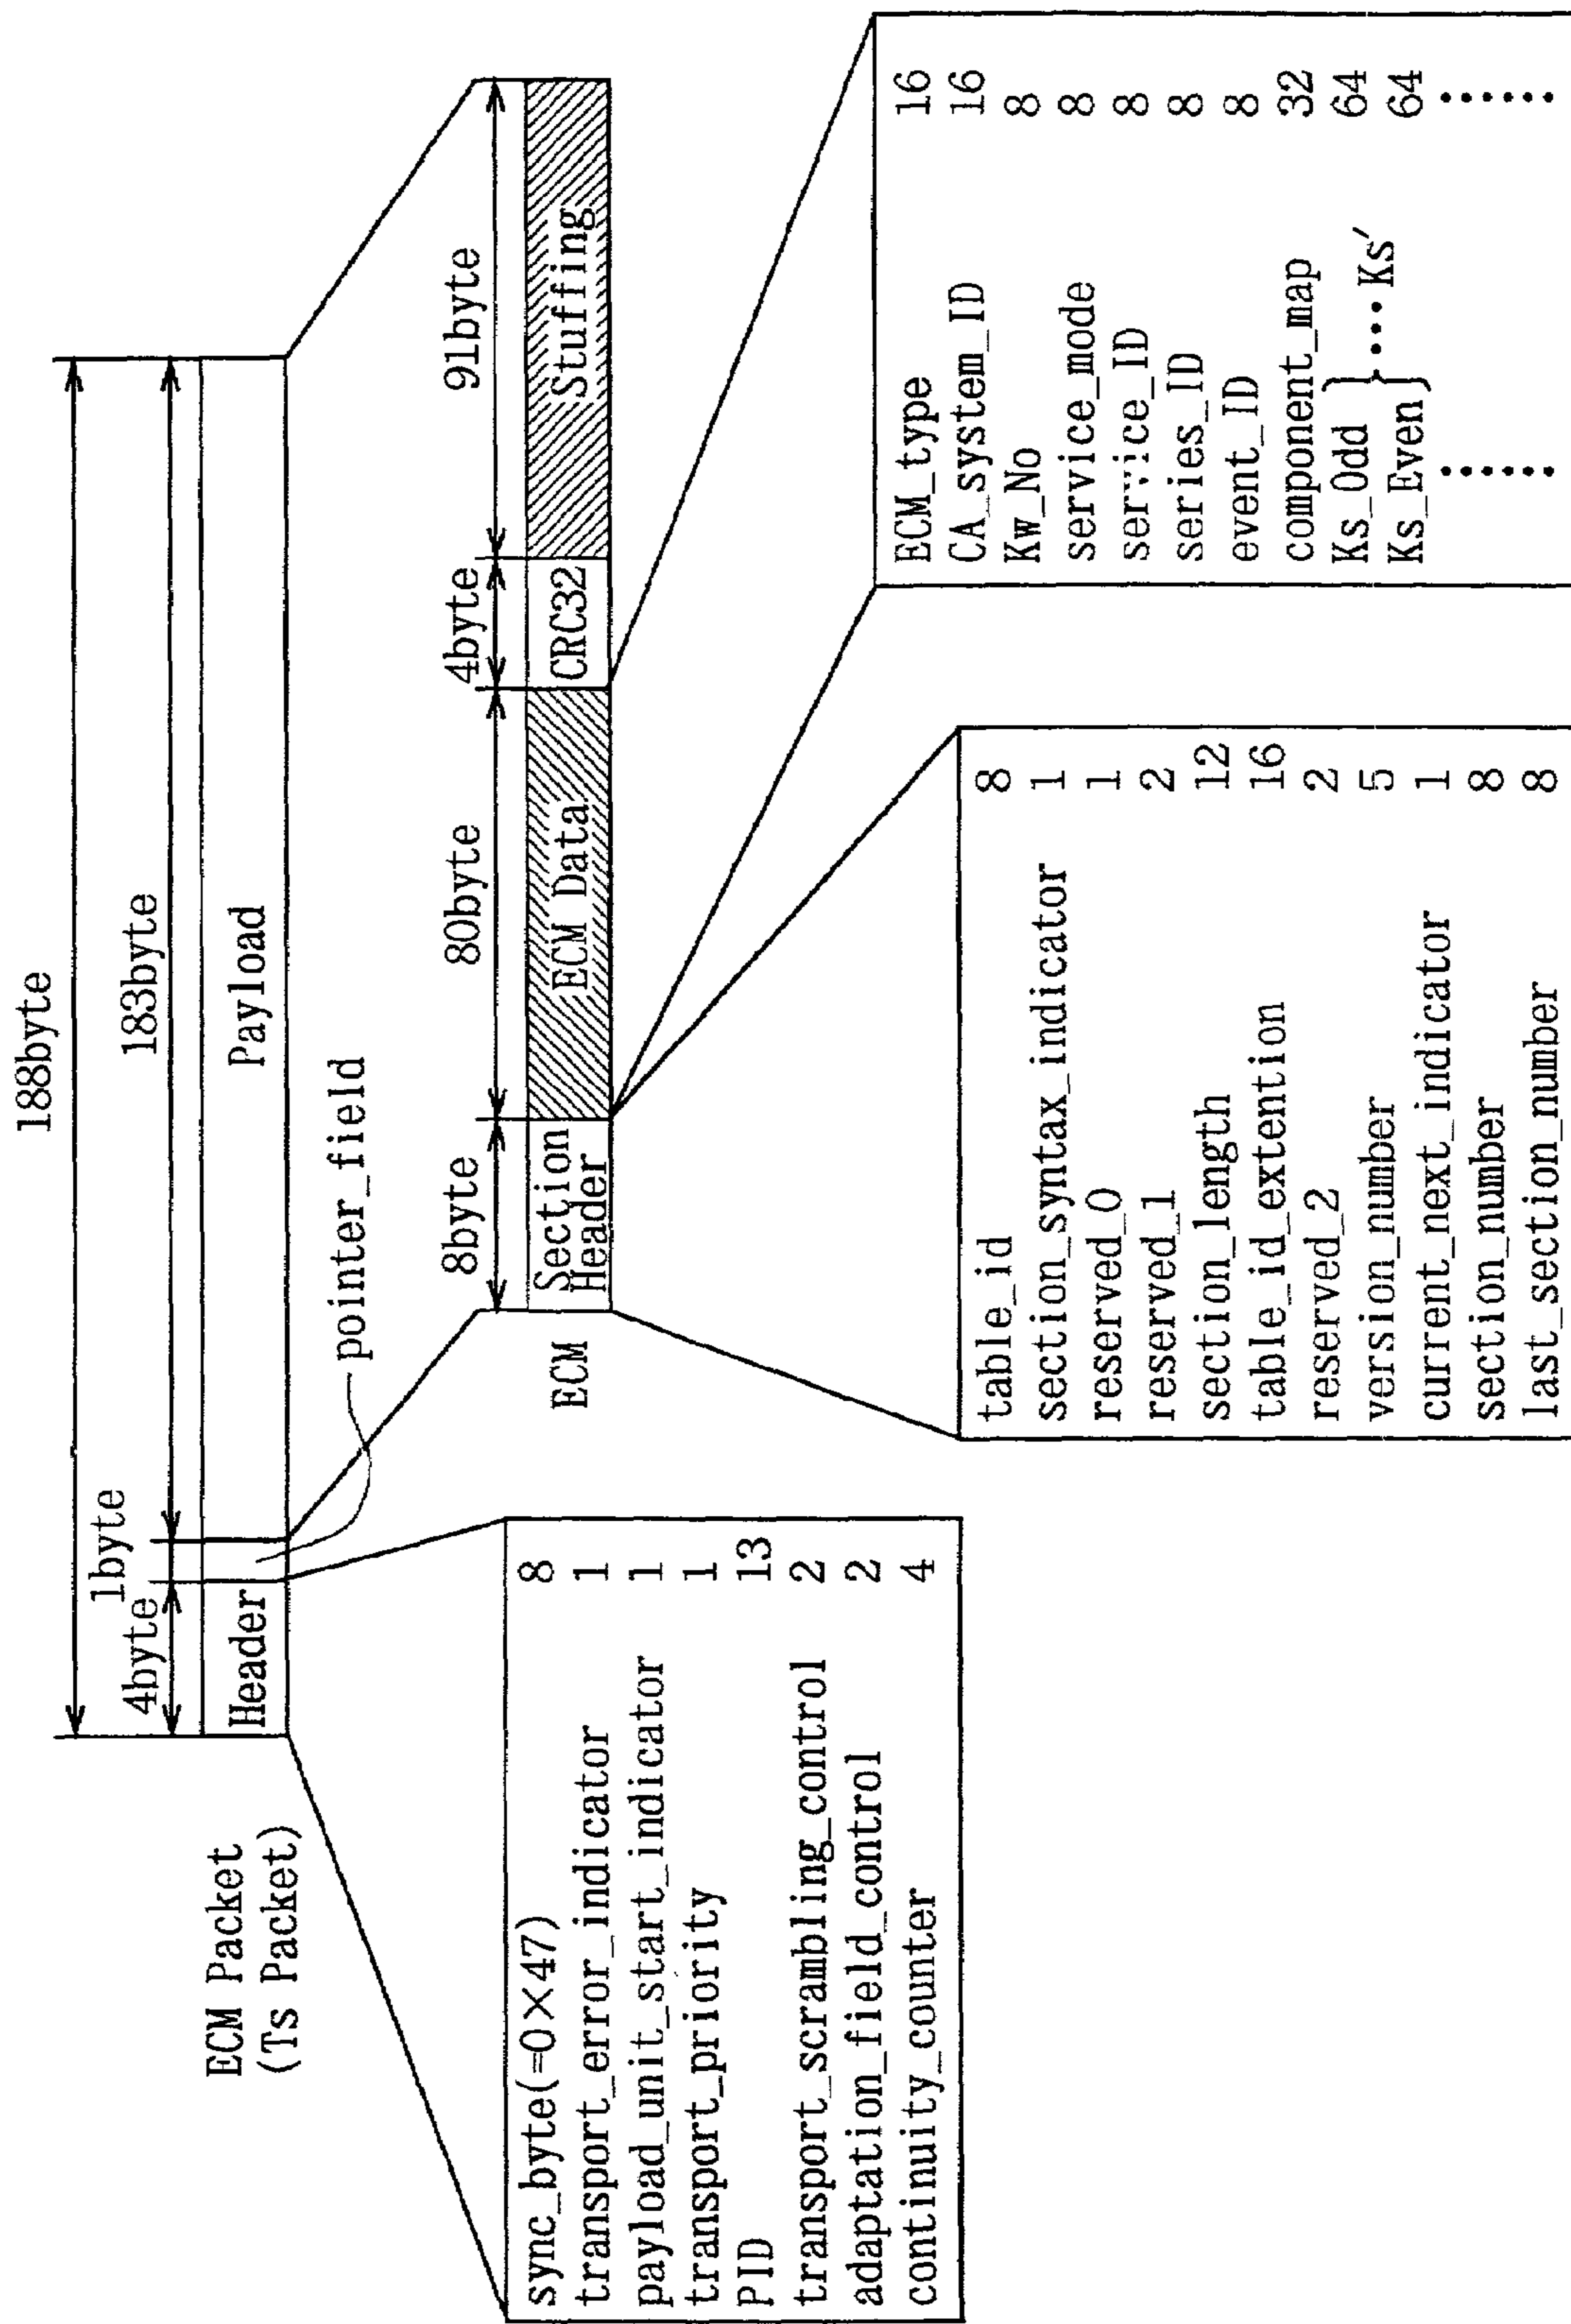 188byte
183byte
1byte
4byte
ECM Packet
(Ts Packet)
Header
Payload
pointer_field
8byte
80byte
4byte
91byte
ECM
Section
Header
ECM Data
CRC32
Stuffing
sync_byte(=0×47) 8
transport_error_indicator 1
payload_unit_start_indicator 1
transport_priority 1
PID 13
transport_scrambling_control 2
adaptation_field_control 2
continuity_counter 4
table_id 8
section_syntax_indicator 1
reserved_0 1
reserved_1 2
section_length 12
table_id_extention 16
reserved_2 2
version_number 5
current_next_indicator 1
section_number 8
last_section_number 8
ECM_type 16
CA_system_ID 16
Kw_No 8
service_mode 8
service_ID 8
series_ID 8
event_ID 8
component_map 32
Ks_Odd 64
····Ks′
Ks_Even 64
······ ······